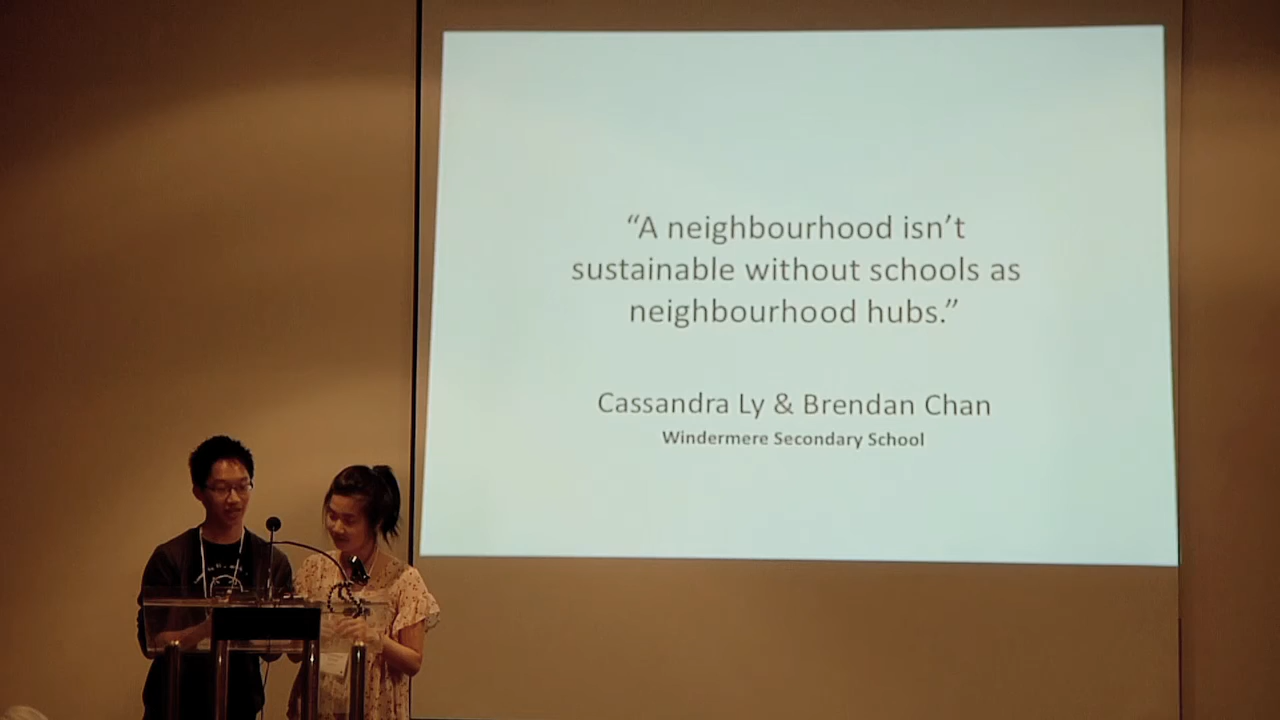 “A neighbourhood isn’t
sustainable without schools as
neighbourhood hubs.”
Cassandra Ly & Brendan Chan
Windermere Secondary School